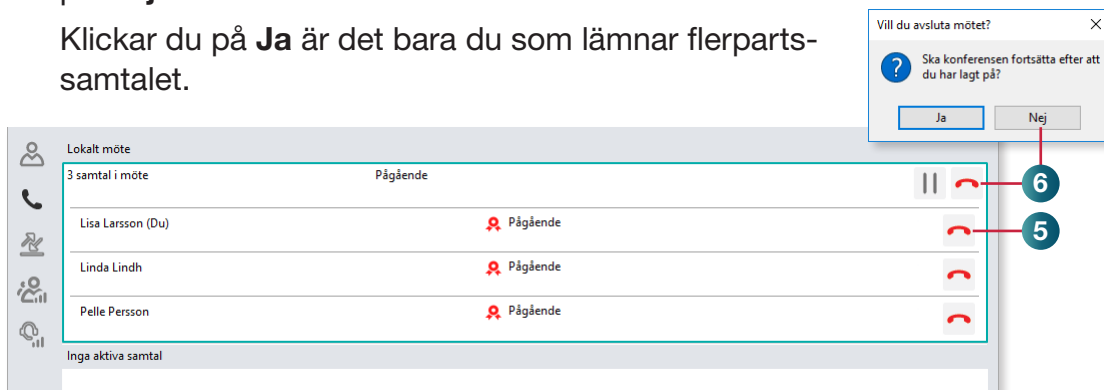 Klickar du på Ja är det bara du som lämnar flerparts-
samtalet.
Vill du avsluta mötet?
Ska konferensen fortsätta efter att
du har lagt på?
Ja Nej
Lokalt möte
3 samtal i möte Pågående
6
Lisa Larsson (Du) Pågående
5
Linda Lindh Pågående
Pelle Persson Pågående
Inga aktiva samtal